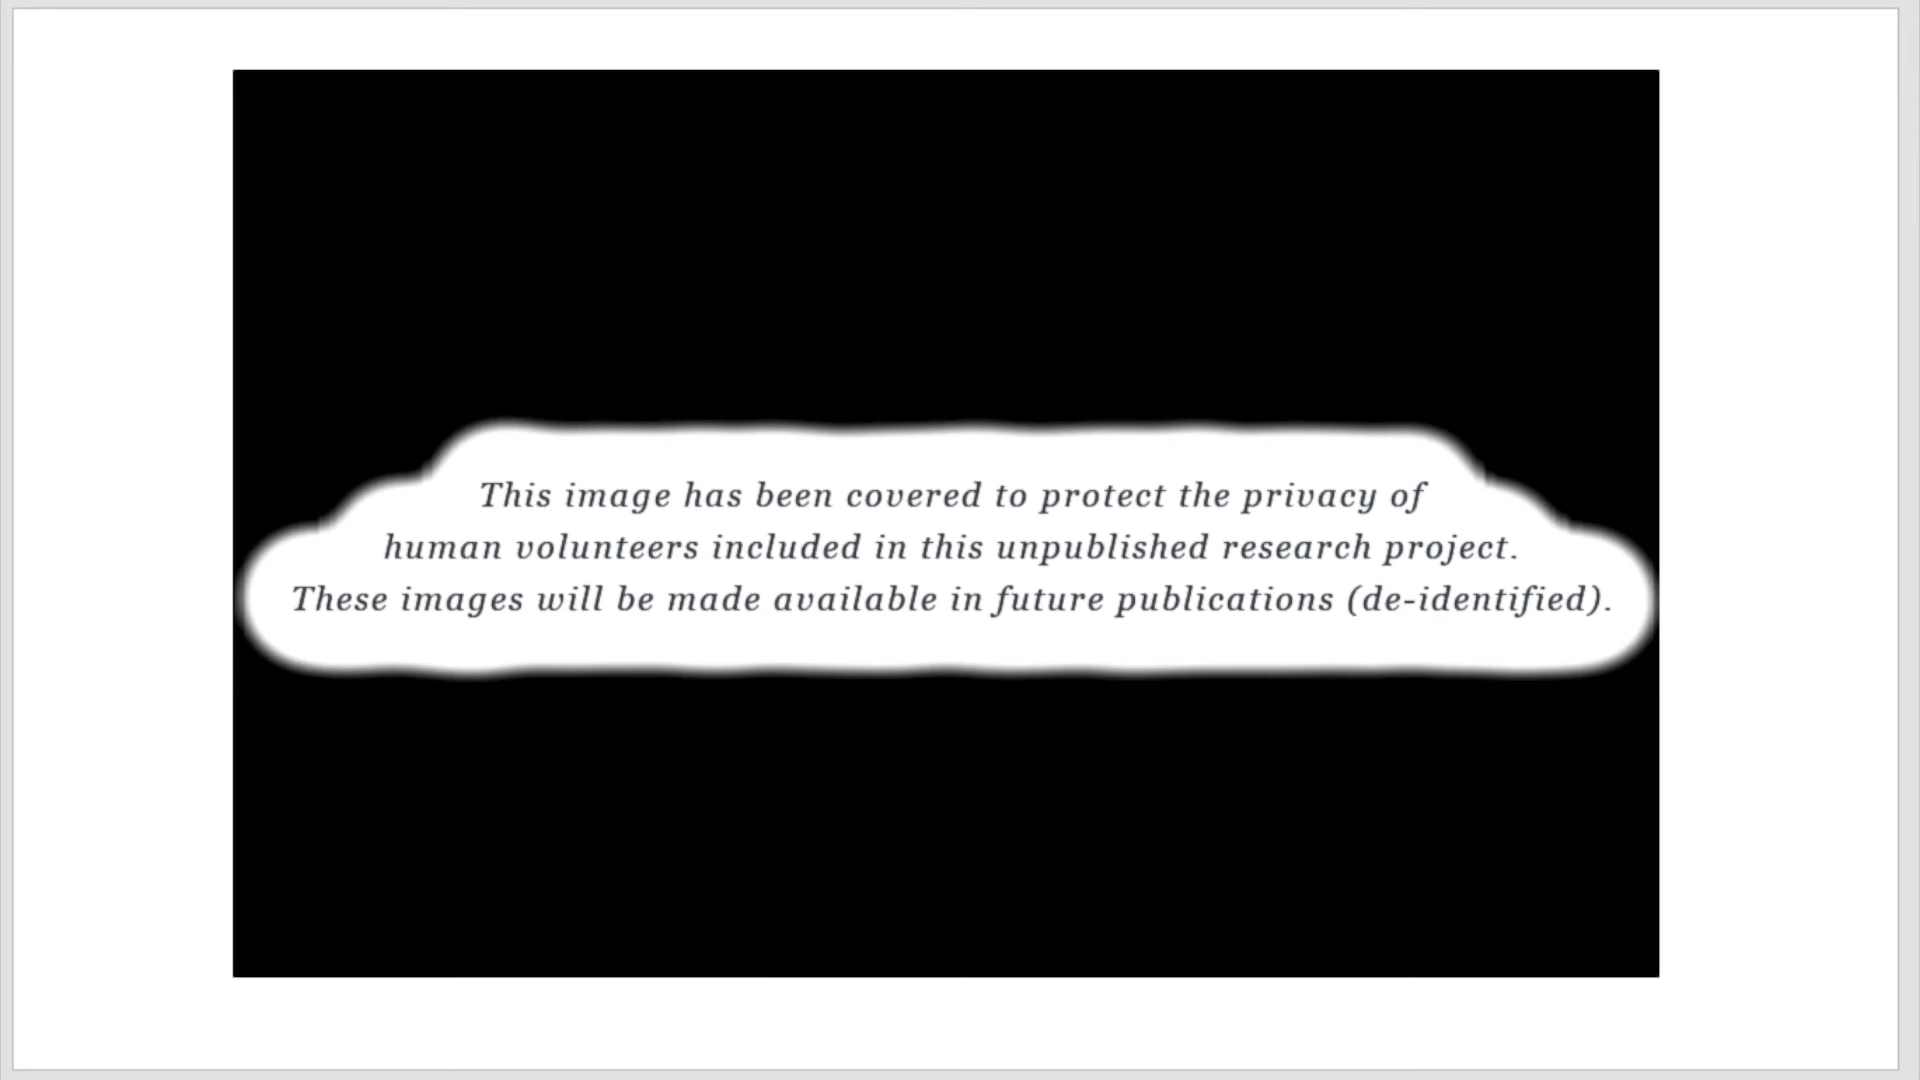 This image has been covered to protect the privacy of
human volunteers included in this unpublished research project.
These images will be made available in future publications (de-identified).